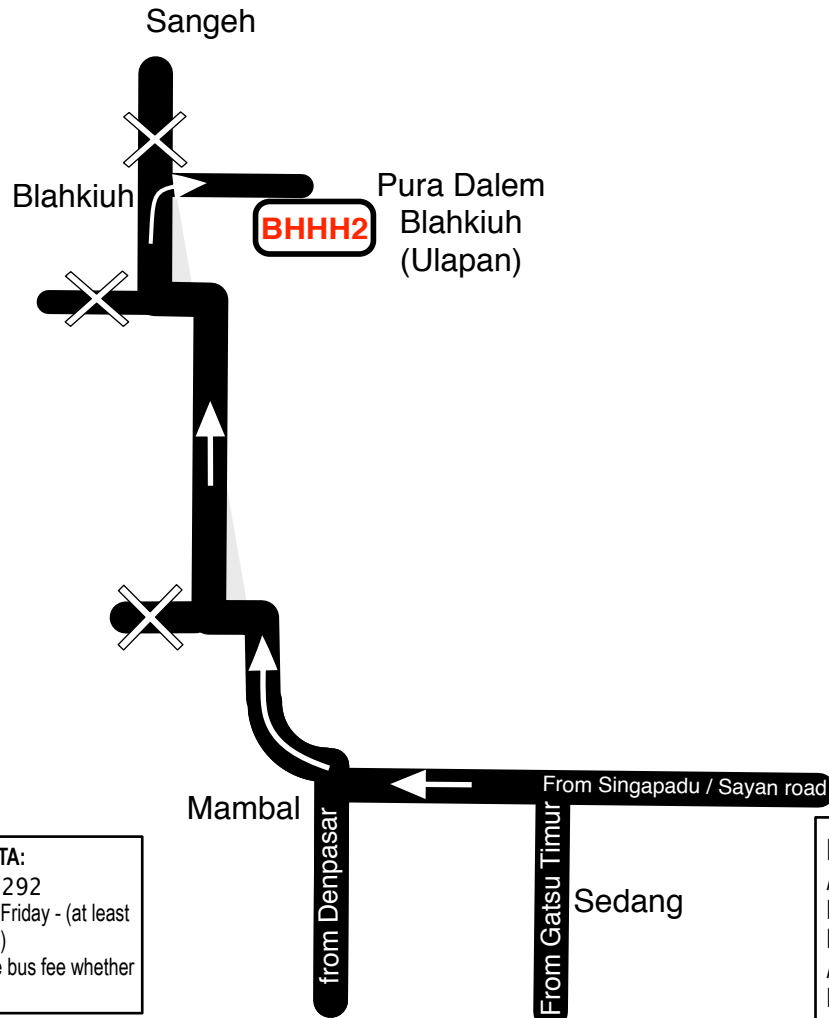 Sangeh
Blahkiuh
Pura Dalem
Blahkiuh
(Ulapan)
BHHH2
From Singapadu / Sayan road
Mambal
from Denpasar
From Gatsu Timur
Sedang
TA:
292
Friday - (at least
)
bus fee whether